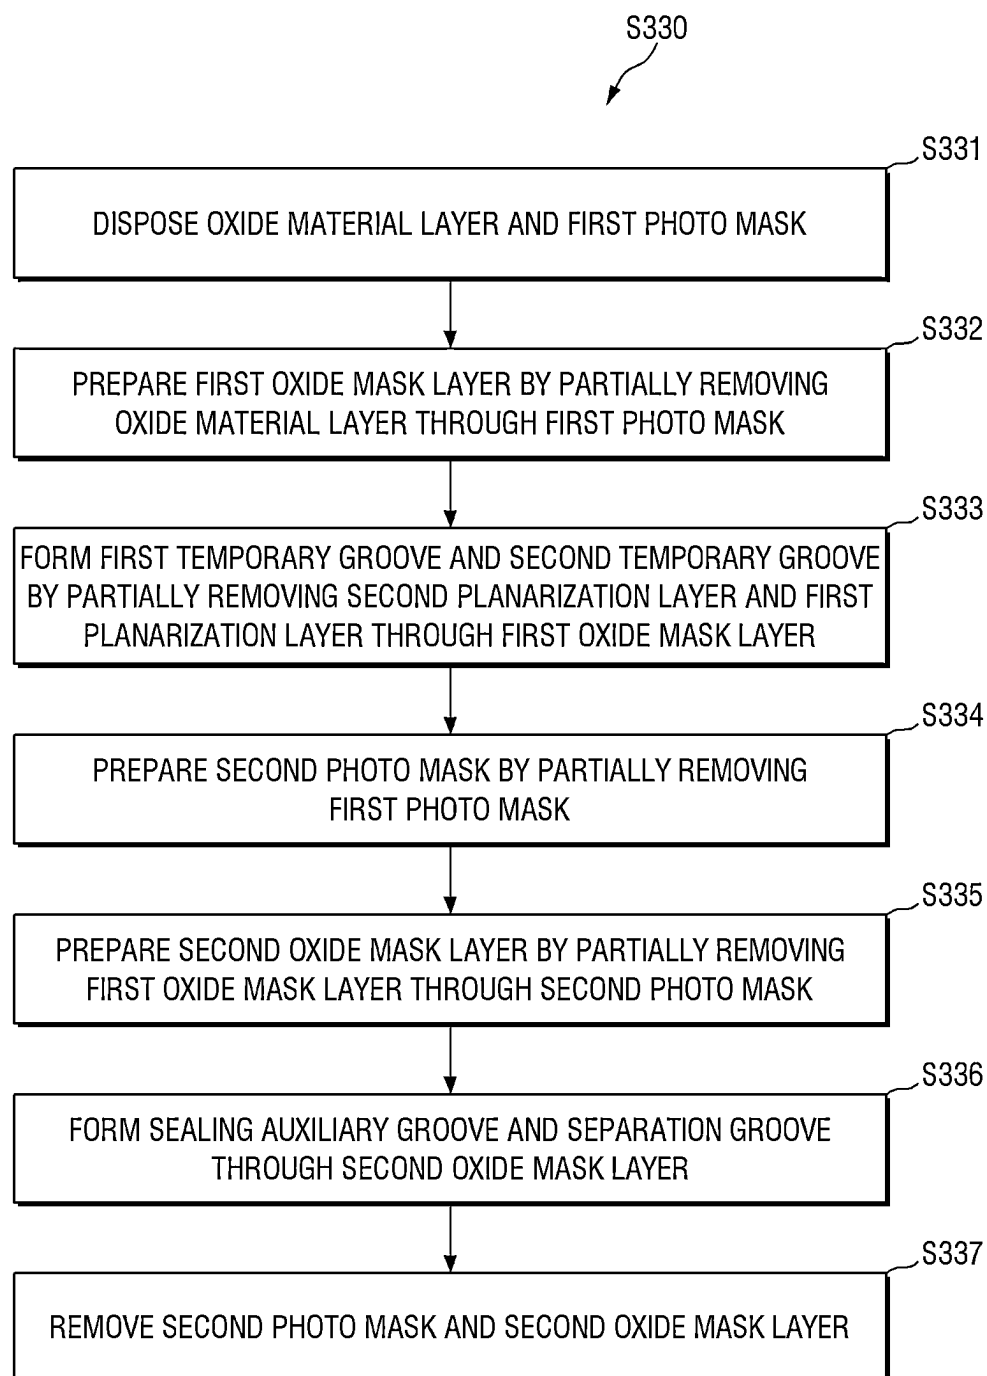 S330
S331
DISPOSE OXIDE MATERIAL LAYER AND FIRST PHOTO MASK
S332
PREPARE FIRST OXIDE MASK LAYER BY PARTIALLY REMOVING
OXIDE MATERIAL LAYER THROUGH FIRST PHOTO MASK
S333
FORM FIRST TEMPORARY GROOVE AND SECOND TEMPORARY GROOVE
BY PARTIALLY REMOVING SECOND PLANARIZATION LAYER AND FIRST
PLANARIZATION LAYER THROUGH FIRST OXIDE MASK LAYER
S334
PREPARE SECOND PHOTO MASK BY PARTIALLY REMOVING
FIRST PHOTO MASK
S335
PREPARE SECOND OXIDE MASK LAYER BY PARTIALLY REMOVING
FIRST OXIDE MASK LAYER THROUGH SECOND PHOTO MASK
S336
FORM SEALING AUXILIARY GROOVE AND SEPARATION GROOVE
THROUGH SECOND OXIDE MASK LAYER
S337
REMOVE SECOND PHOTO MASK AND SECOND OXIDE MASK LAYER